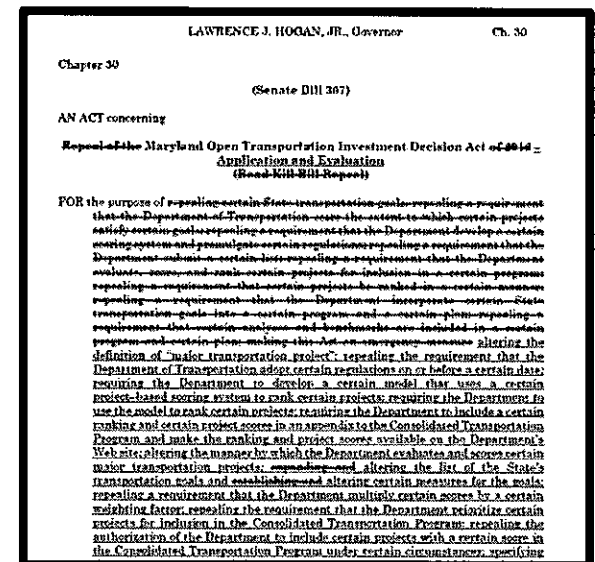 LAWRENCE J. HOGAN, JR., Governor Ch. 30
Chapter 30
(Senate Bill 307)
AN ACT concerning
Repeal of the Maryland Open Transportation Investment Decision Act of 2016 –
Application and Evaluation
(Road Kill Bill Repeal)
FOR the purpose of repealing certain State transportation goals; repealing a requirement
that the Department of Transportation score the extent to which certain projects
satisfy certain goals; repealing a requirement that the Department develop a certain
scoring system and promulgate certain regulations; repealing a requirement that the
Department submit a certain list; repealing a requirement that the Department
evaluate, score, and rank certain projects for inclusion in a certain program;
repealing a requirement that certain projects be ranked in a certain manner;
repealing a requirement that the Department incorporate certain State
transportation goals into a certain program and a certain plan; repealing a
requirement that certain analyses and benchmarks are included in a certain
program and certain plan; making this Act an emergency measure altering the
definition of "major transportation project"; repealing the requirement that the
Department of Transportation adopt certain regulations on or before a certain date;
requiring the Department to develop a certain model that uses a certain
project–based scoring system to rank certain projects; requiring the Department to
use the model to rank certain projects; requiring the Department to include a certain
ranking and certain project scores in an appendix to the Consolidated Transportation
Program and make the ranking and project scores available on the Department's
Web site; altering the manner by which the Department evaluates and scores certain
major transportation projects; expanding and altering the list of the State's
transportation goals and establishing and altering certain measures for the goals;
repealing a requirement that the Department multiply certain scores by a certain
weighting factor; repealing the requirement that the Department prioritize certain
projects for inclusion in the Consolidated Transportation Program; repealing the
authorization of the Department to include certain projects with a certain score in
the Consolidated Transportation Program under certain circumstances; specifying